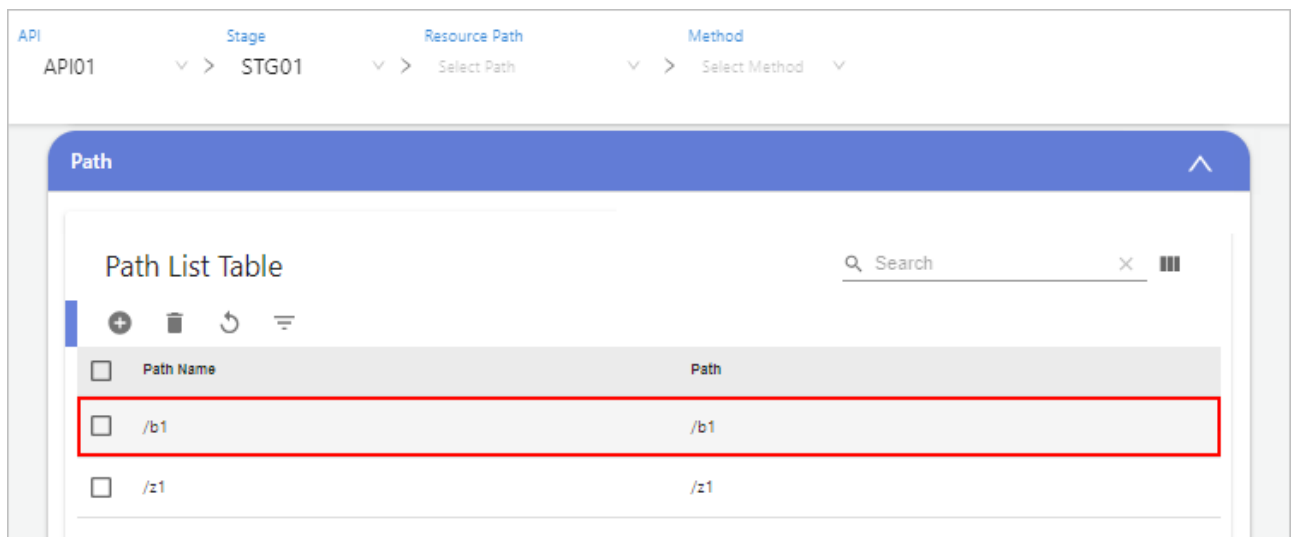 API Stage Resource Path Method
API01 > STG01 > Select Path > Select Method
Path
Path List Table Search
Path Name Path
/b1 /b1
/z1 /z1